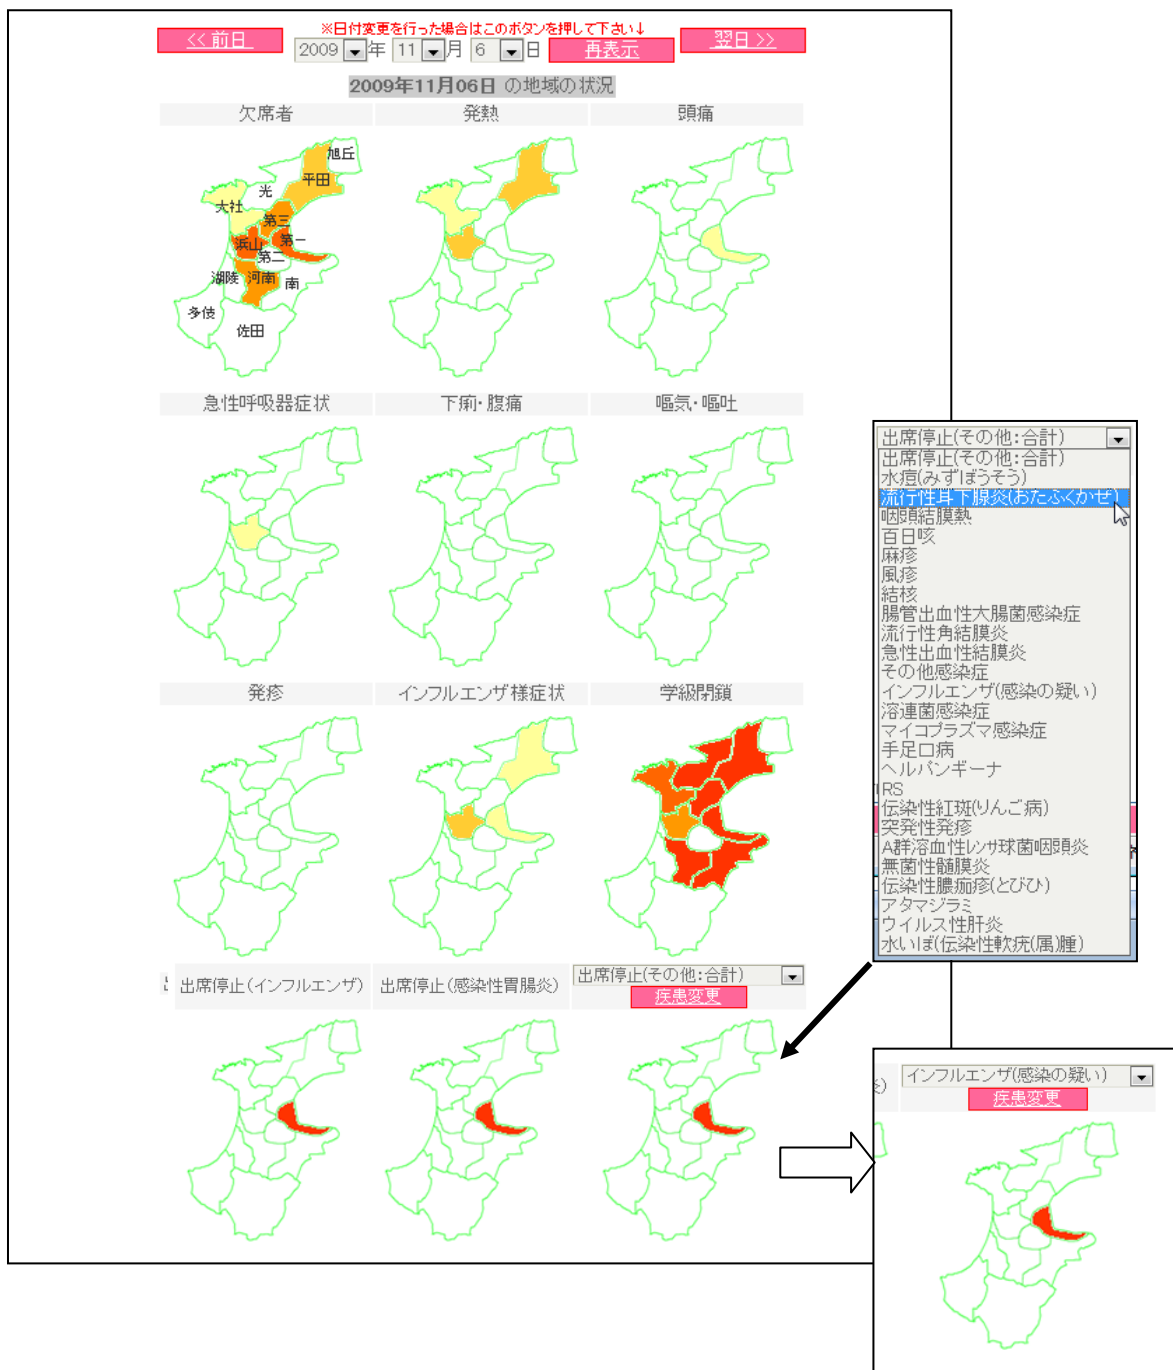 ※日付変更を行った場合はこのボタンを押して下さい↓
<< 前日
2009 年 11 月 6 日 再表示
翌日 >>
2009年11月06日 の地域の状況
欠席者 発熱 頭痛
旭丘
平田
光
大社
第三
浜山 第一
第二
湖陵 河南 南
多伎
佐田
急性呼吸器症状 下痢・腹痛 嘔気・嘔吐
発疹 インフルエンザ様症状 学級閉鎖
出席停止(インフルエンザ) 出席停止(感染性胃腸炎) 出席停止(その他:合計)
疾患変更
出席停止(その他:合計)
出席停止(その他:合計)
水痘(みずぼうそう)
流行性耳下腺炎(おたふくかぜ)
咽頭結膜熱
百日咳
麻疹
風疹
結核
腸管出血性大腸菌感染症
流行性角結膜炎
急性出血性結膜炎
その他感染症
インフルエンザ(感染の疑い)
溶連菌感染症
マイコプラズマ感染症
手足口病
ヘルパンギーナ
RS
伝染性紅斑(りんご病)
突発性発疹
A群溶血性レンサ球菌咽頭炎
無菌性髄膜炎
伝染性膿痂疹(とびひ)
アタマジラミ
ウイルス性肝炎
水いぼ(伝染性軟疣(属)腫)
インフルエンザ(感染の疑い)
疾患変更